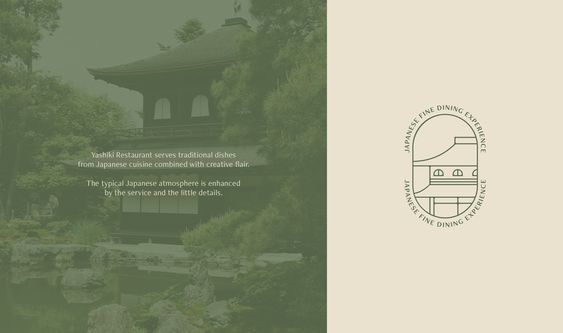 Yashiki Restaurant serves traditional dishes
from Japanese cuisine combined with creative flair.
The typical Japanese atmosphere is enhanced
by the service and the little details.
JAPANESE FINE DINING EXPERIENCE
JAPANESE FINE DINING EXPERIENCE